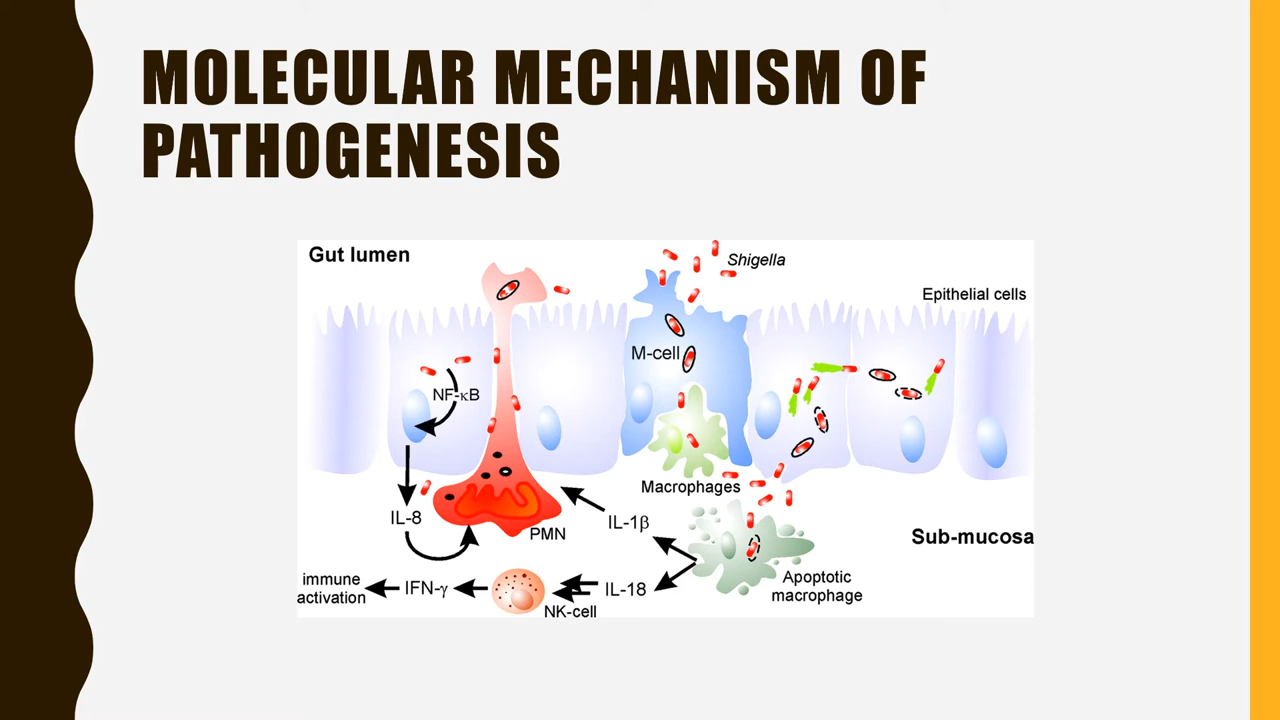 MOLECULAR MECHANISM OF
PATHOGENESIS
Gut lumen
Shigella
Epithelial cells
M-cell
NF-κB
Macrophages
IL-8
IL-1β
PMN
Sub-mucosa
immune
activation
IFN-γ
NK-cell
IL-18
Apoptotic
macrophage